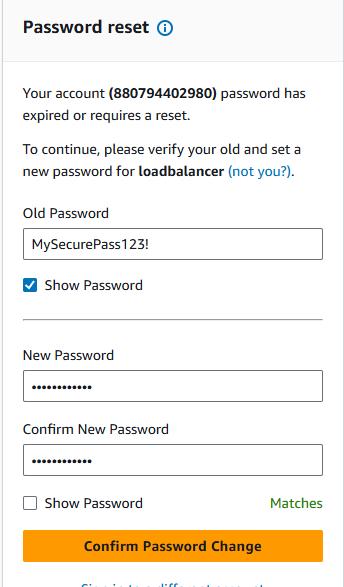 Password reset
Your account (880794402980) password has
expired or requires a reset.
To continue, please verify your old and set a
new password for loadbalancer (not you?).
Old Password
MySecurePass123!
Show Password
New Password
••••••••••••
Confirm New Password
••••••••••••
Show Password
Matches
Confirm Password Change